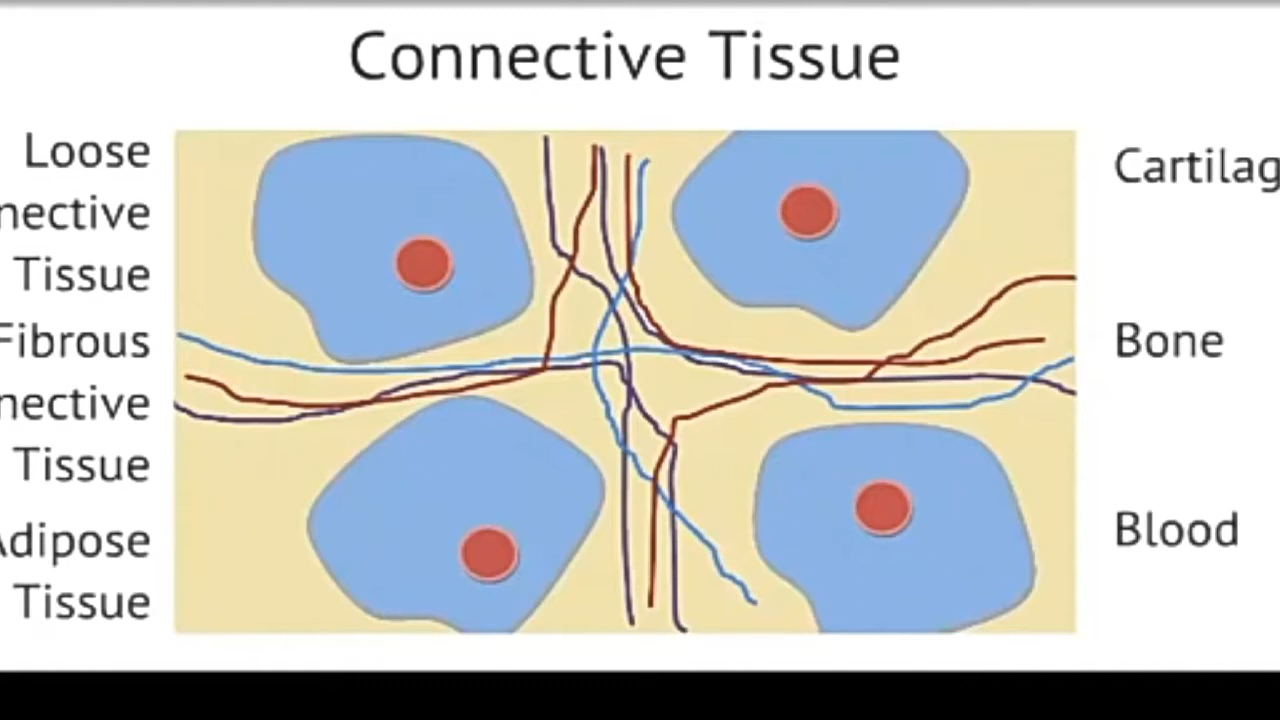 Connective Tissue
Loose
nective
Tissue
Fibrous
nective
Tissue
Adipose
Tissue
Cartilag
Bone
Blood